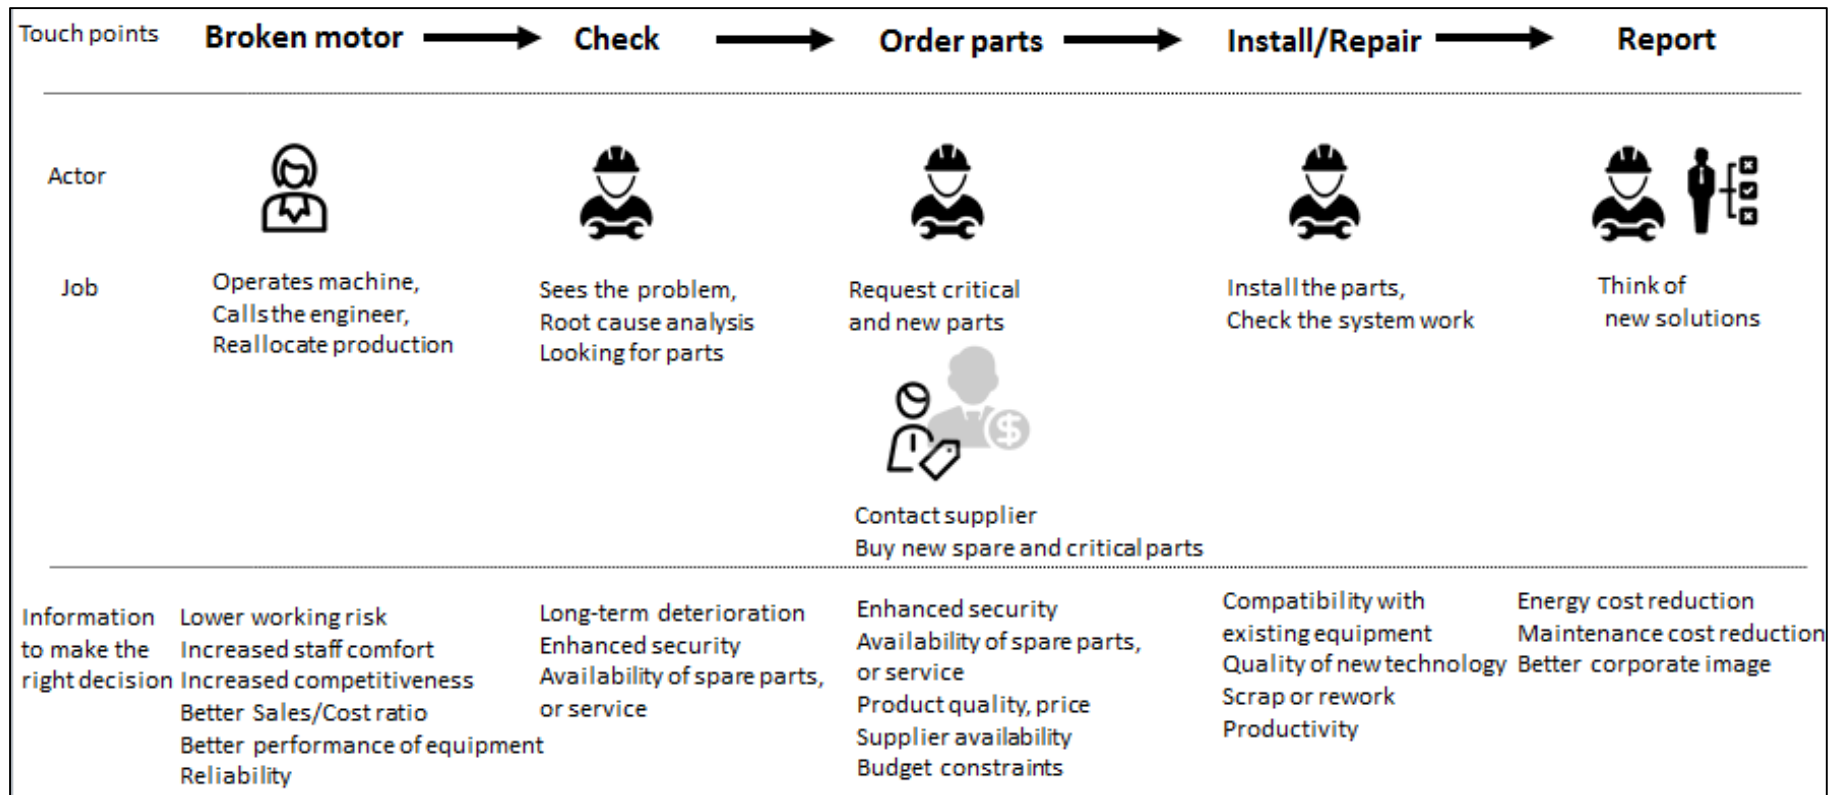 Touch points
Broken motor
Check
Order parts
Install/Repair
Report
Actor
Job
Operates machine,
Calls the engineer,
Reallocate production
Sees the problem,
Root cause analysis
Looking for parts
Request critical
and new parts
Install the parts,
Check the system work
Think of
new solutions
$
Contact supplier
Buy new spare and critical parts
Information
to make the
right decision
Lower working risk
Increased staff comfort
Increased competitiveness
Better Sales/Cost ratio
Better performance of equipment
Reliability
Long-term deterioration
Enhanced security
Availability of spare parts,
or service
Enhanced security
Availability of spare parts,
or service
Product quality, price
Supplier availability
Budget constraints
Compatibility with
existing equipment
Quality of new technology
Scrap or rework
Productivity
Energy cost reduction
Maintenance cost reduction
Better corporate image